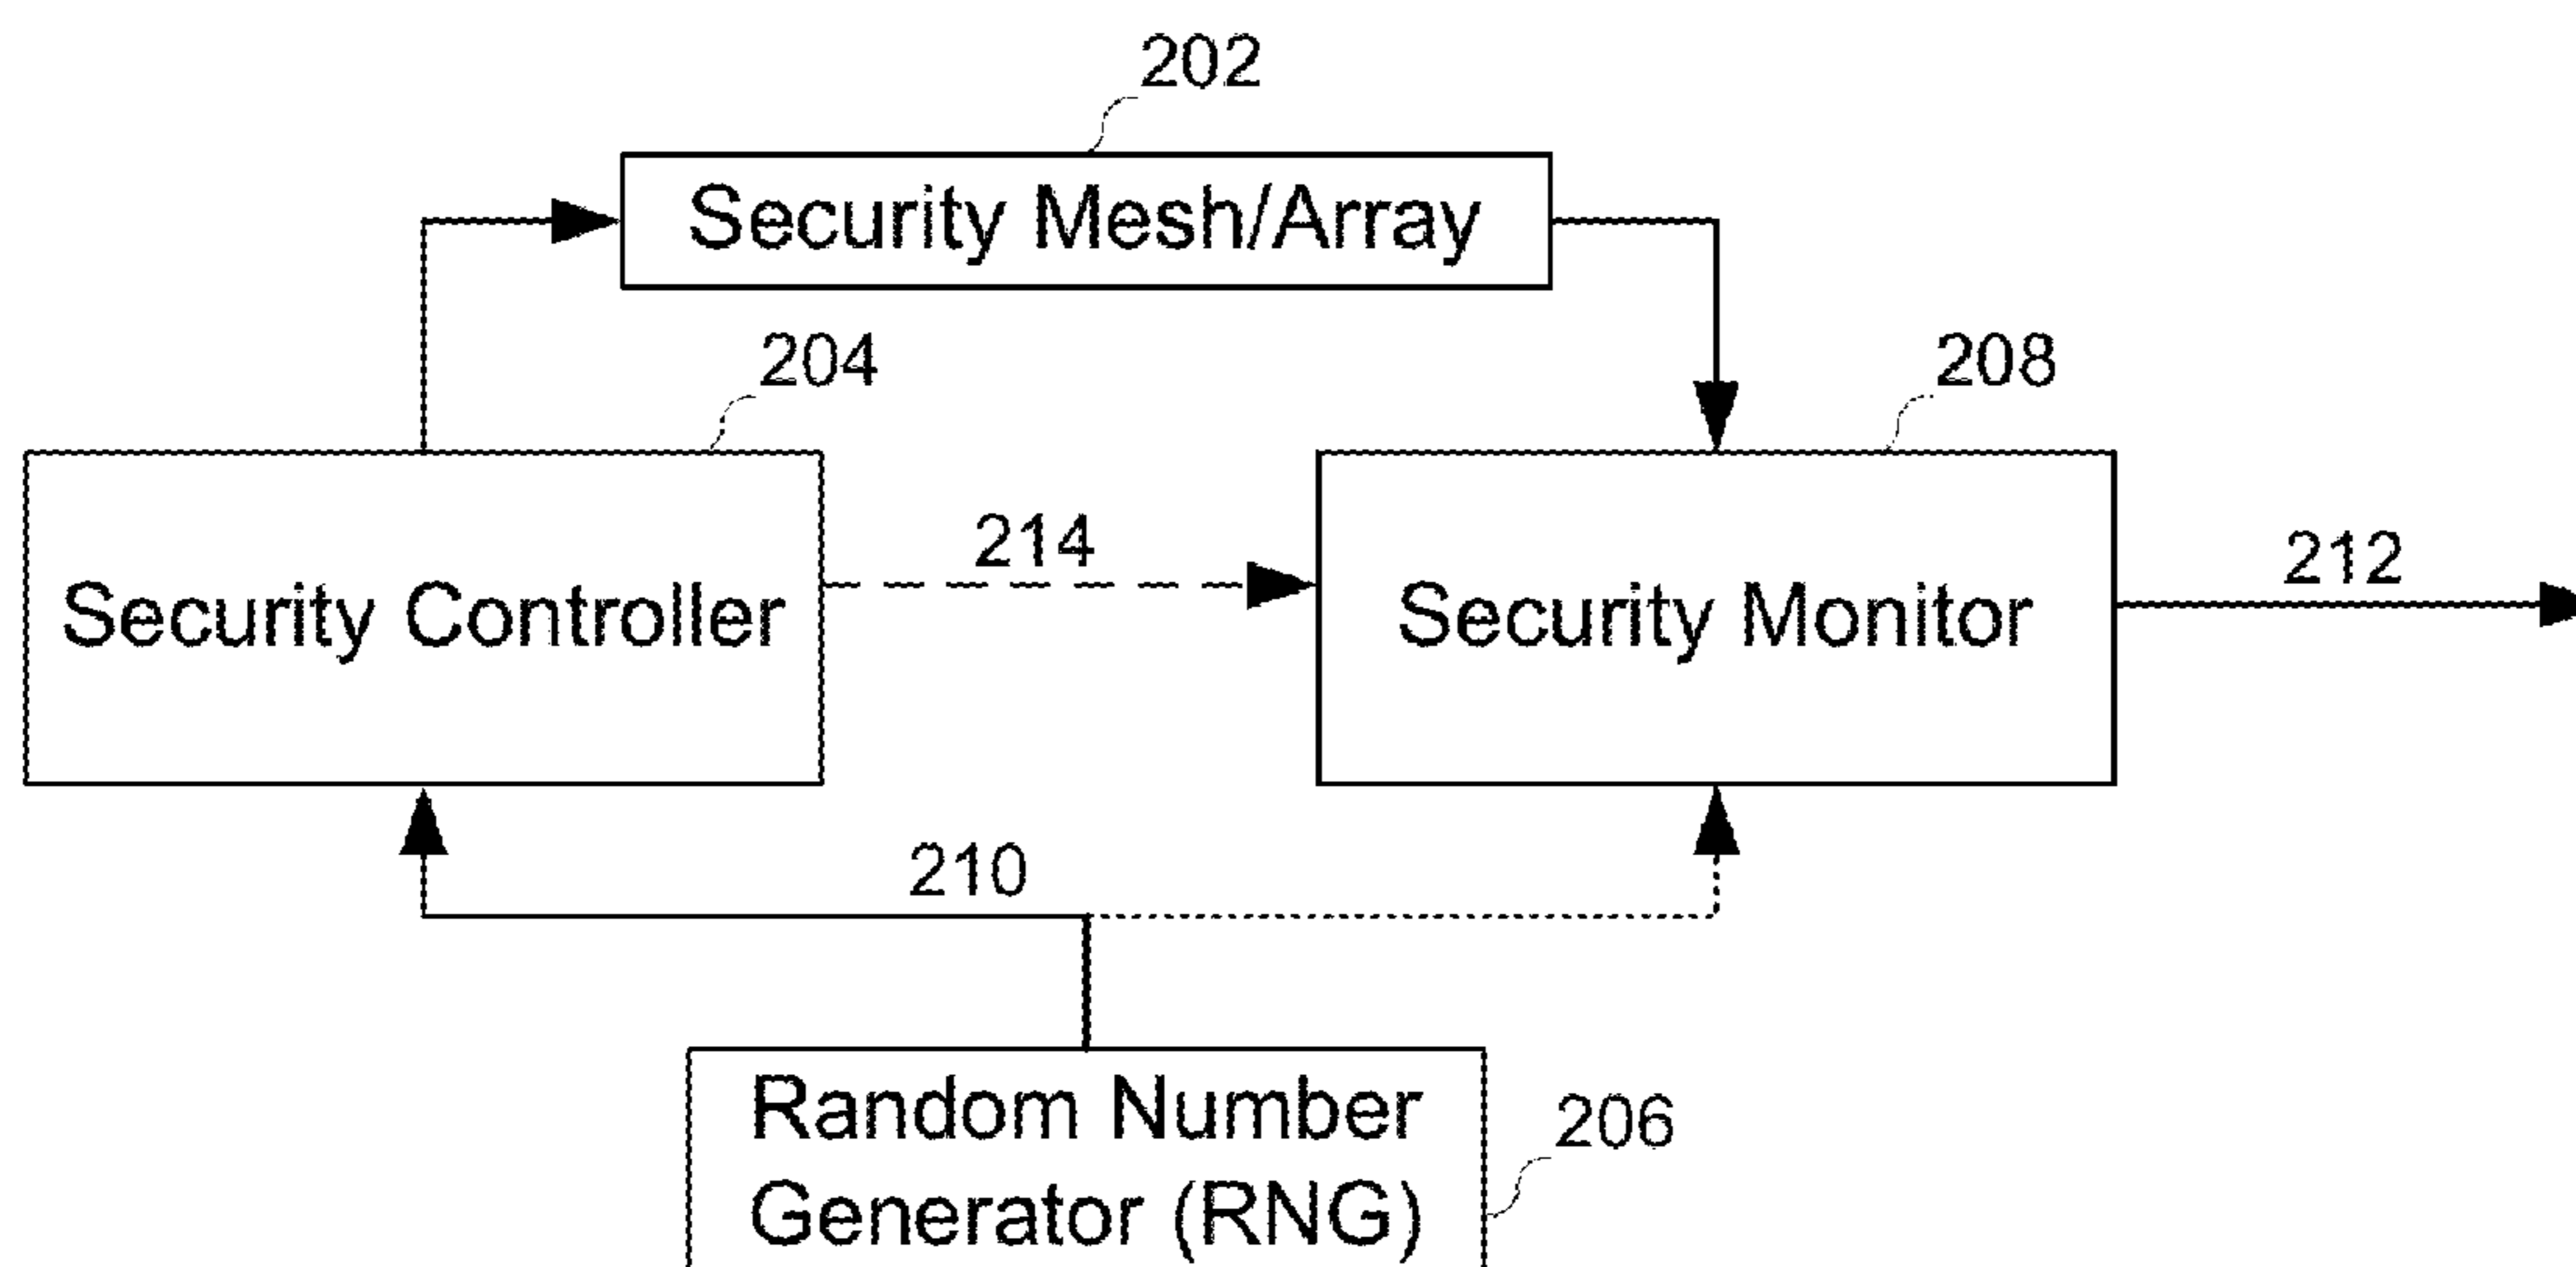 202
Security Mesh/Array
204
208
214
212
Security Controller
Security Monitor
210
Random Number
Generator (RNG)
206